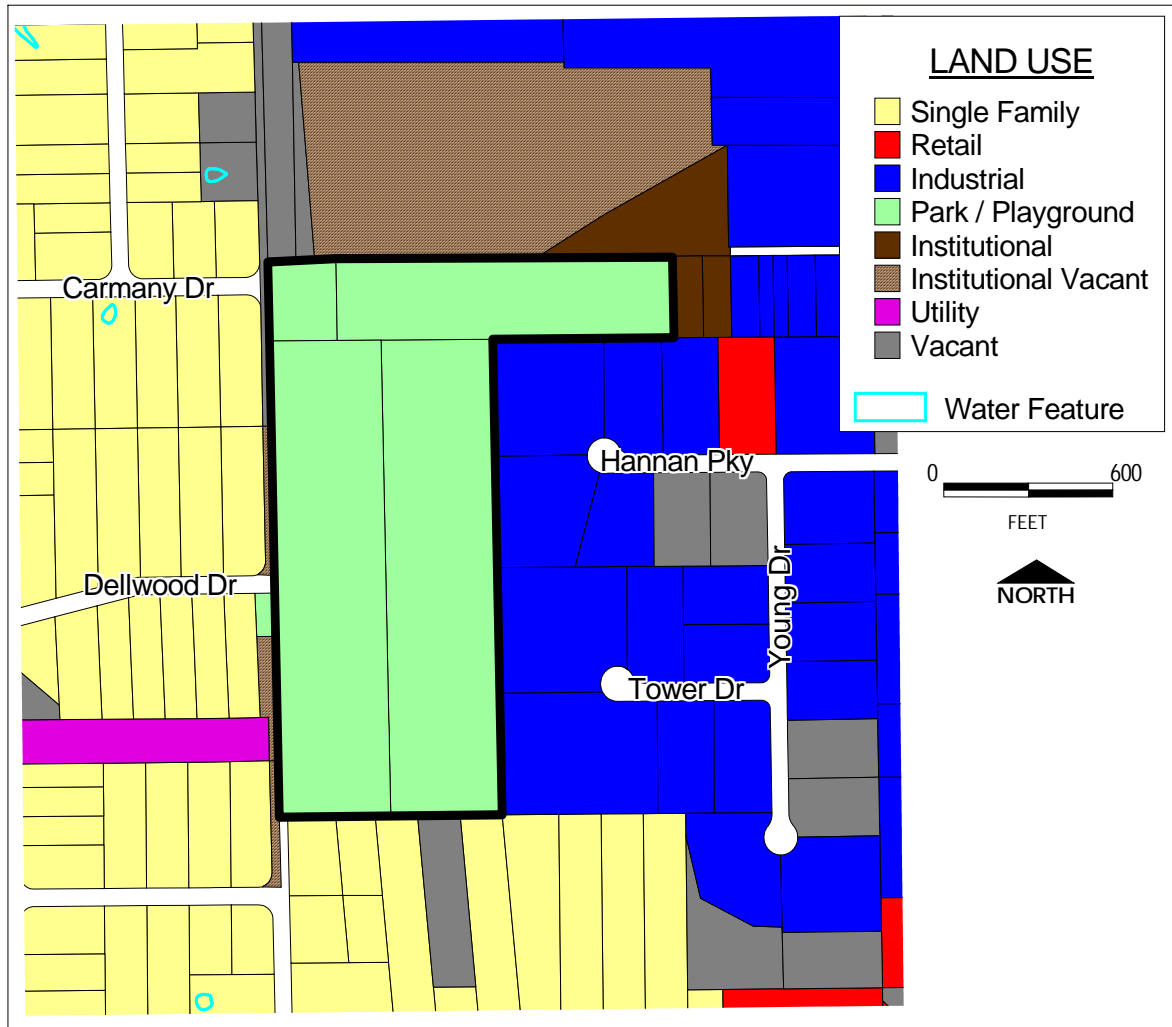 LAND USE
Single Family
Retail
Industrial
Park / Playground
Institutional
Institutional Vacant
Utility
Vacant
Water Feature
Carmany Dr
Hannan Pky
0 600
FEET
Dellwood Dr
Young Dr
NORTH
Tower Dr